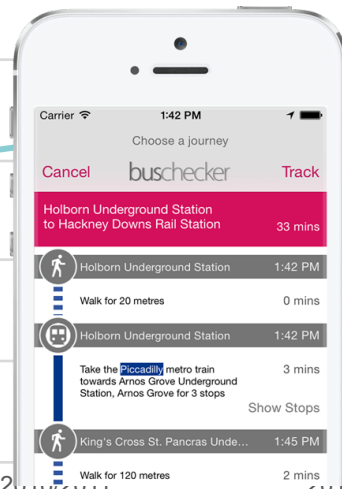 Carrier 1:42 PM
Choose a journey
Cancel buschecker Track
Holborn Underground Station
to Hackney Downs Rail Station 33 mins
Holborn Underground Station 1:42 PM
Walk for 20 metres 0 mins
Holborn Underground Station 1:42 PM
Take the Piccadilly metro train 3 mins
towards Arnos Grove Underground
Station, Arnos Grove for 3 stops
Show Stops
King's Cross St. Pancras Unde... 1:45 PM
Walk for 120 metres 2 mins